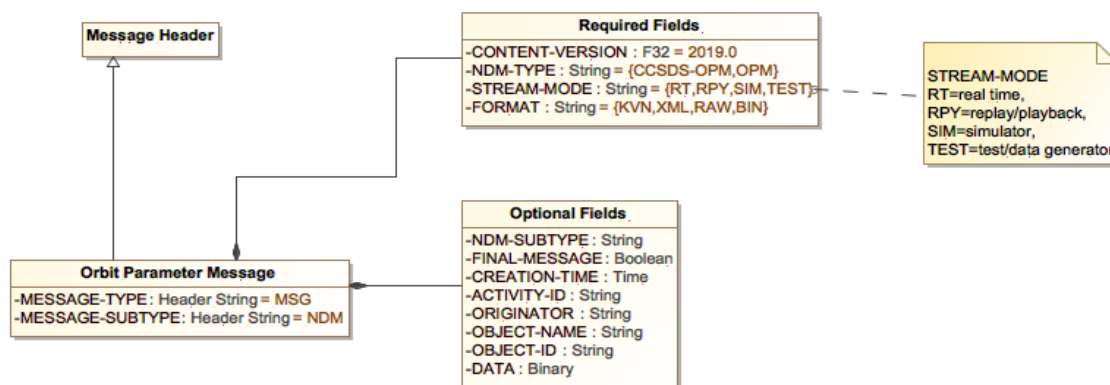 Message Header
Required Fields
-CONTENT-VERSION : F32 = 2019.0
-NDM-TYPE : String = {CCSDS-OPM,OPM}
-STREAM-MODE : String = {RT,RPY,SIM,TEST}
-FORMAT : String = {KVN,XML,RAW,BIN}
STREAM-MODE
RT=real time,
RPY=replay/playback,
SIM=simulator,
TEST=test/data generator
Optional Fields
-NDM-SUBTYPE : String
-FINAL-MESSAGE : Boolean
-CREATION-TIME : Time
-ACTIVITY-ID : String
-ORIGINATOR : String
-OBJECT-NAME : String
-OBJECT-ID : String
-DATA : Binary
Orbit Parameter Message
-MESSAGE-TYPE : Header String = MSG
-MESSAGE-SUBTYPE : Header String = NDM